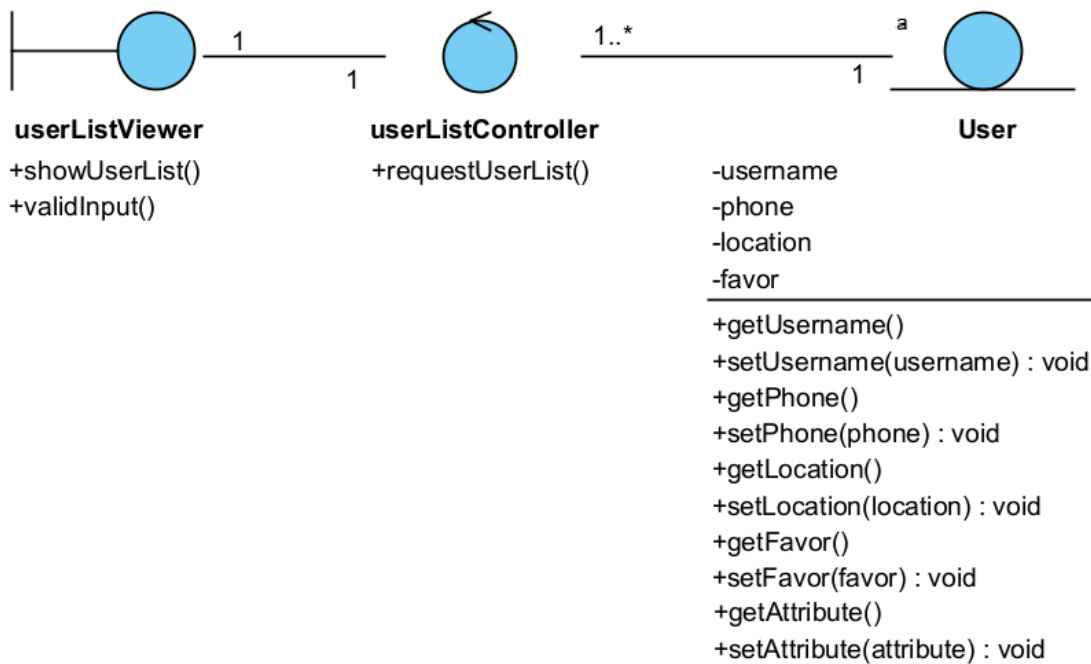 1
1
1..*
1
a
userListViewer
+showUserList()
+validInput()
userListController
+requestUserList()
User
-username
-phone
-location
-favor
+getUsername()
+setUsername(username) : void
+getPhone()
+setPhone(phone) : void
+getLocation()
+setLocation(location) : void
+getFavor()
+setFavor(favor) : void
+getAttribute()
+setAttribute(attribute) : void